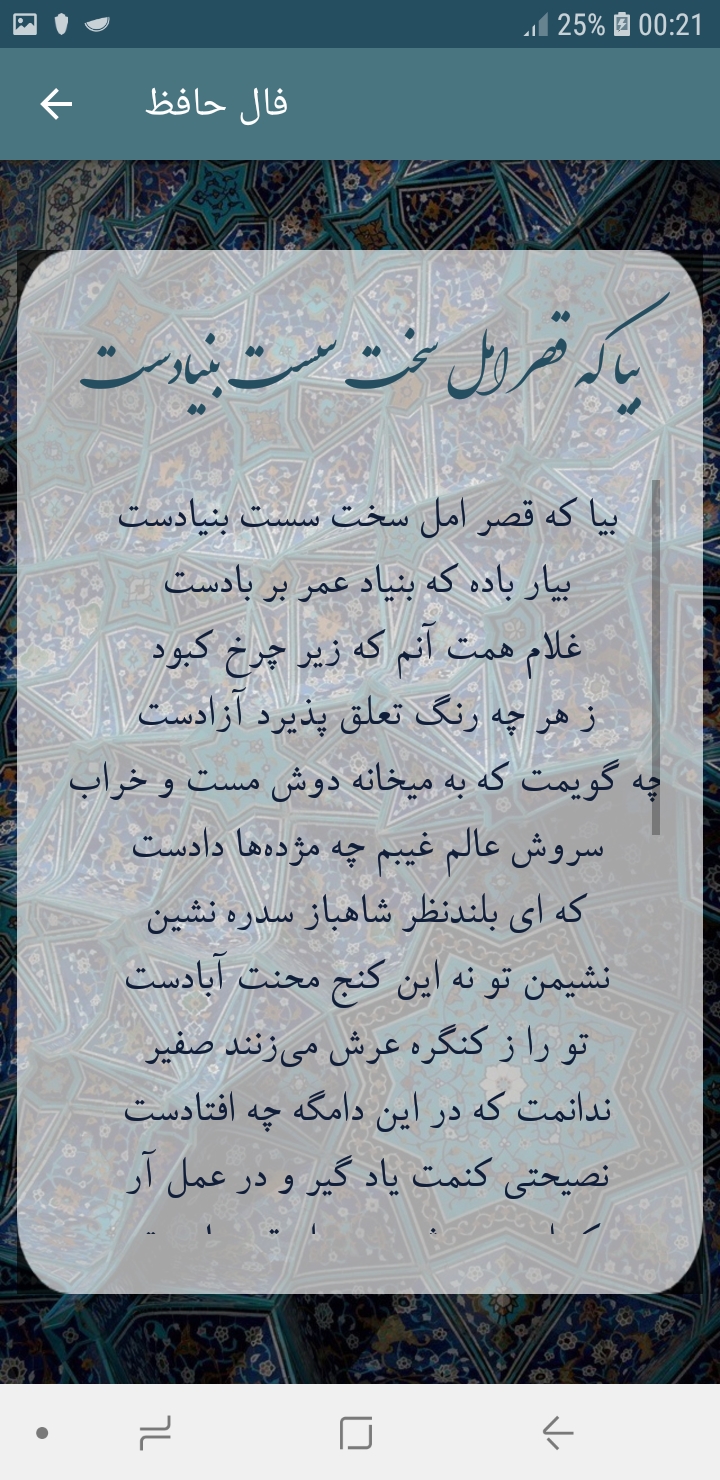 25% 00:21
فال حافظ
بیا که قصر امل سخت سست بنیادست
بیا که قصر امل سخت سست بنیادست
بیار باده که بنیاد عمر بر بادست
غلام همت آنم که زیر چرخ کبود
ز هر چه رنگ تعلق پذیرد آزادست
چه گویمت که به میخانه دوش مست و خراب
سروش عالم غیبم چه مژده‌ها دادست
که ای بلندنظر شاهباز سدره نشین
نشیمن تو نه این کنج محنت آبادست
تو را ز کنگره عرش می‌زنند صفیر
ندانمت که در این دامگه چه افتادست
نصیحتی کنمت یاد گیر و در عمل آر